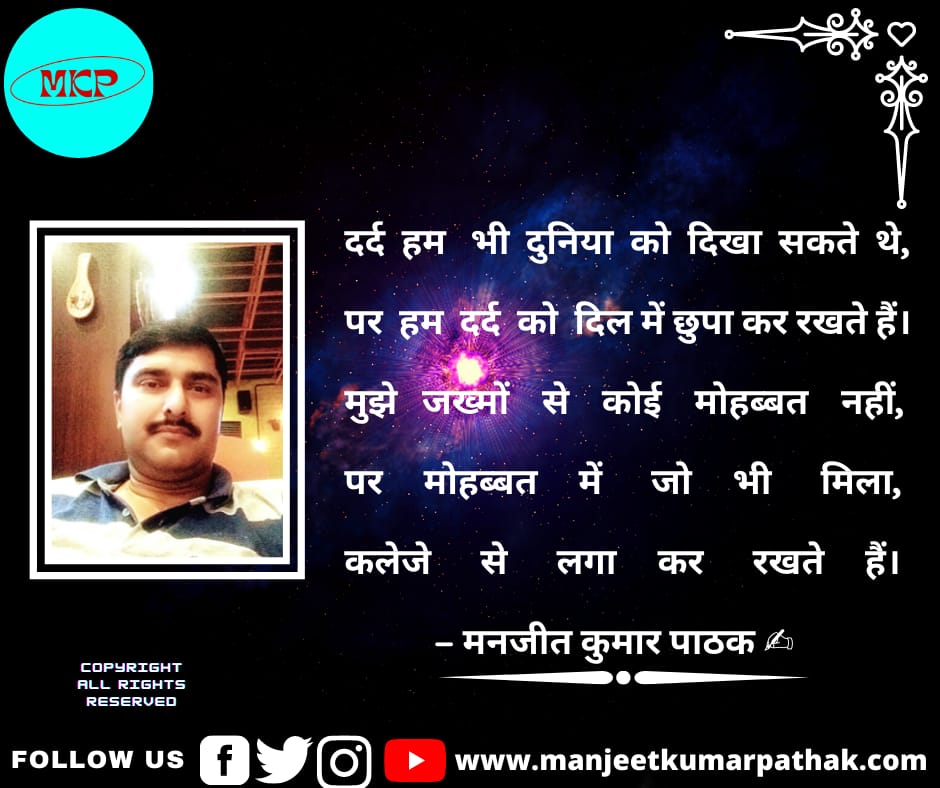 MKP
दर्द हम भी दुनिया को दिखा सकते थे,
पर हम दर्द को दिल में छुपा कर रखते हैं।
मुझे जख्मों से कोई मोहब्बत नहीं,
पर मोहब्बत में जो भी मिला,
कलेजे से लगा कर रखते हैं।
– मनजीत कुमार पाठक ✍
COPYRIGHT
ALL RIGHTS
RESERVED
FOLLOW US www.manjeetkumarpathak.com